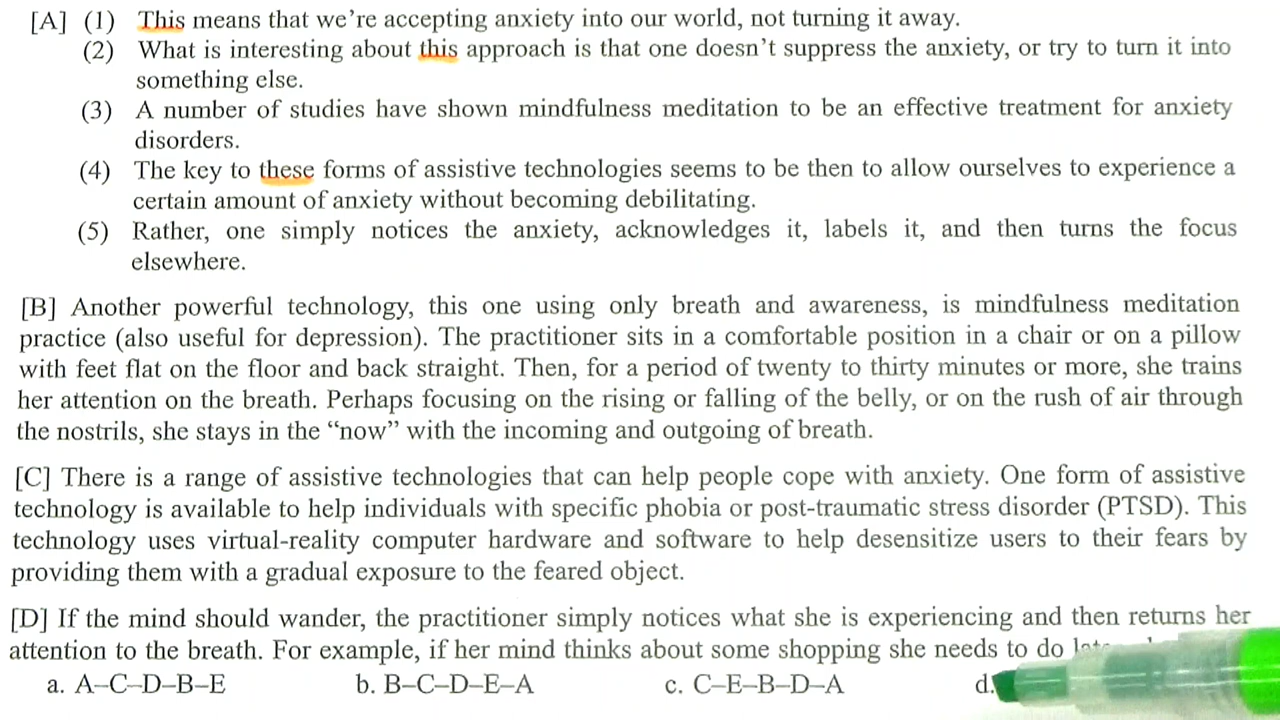 [A] (1) This means that we're accepting anxiety into our world, not turning it away.
(2) What is interesting about this approach is that one doesn't suppress the anxiety, or try to turn it into
something else.
(3) A number of studies have shown mindfulness meditation to be an effective treatment for anxiety
disorders.
(4) The key to these forms of assistive technologies seems to be then to allow ourselves to experience a
certain amount of anxiety without becoming debilitating.
(5) Rather, one simply notices the anxiety, acknowledges it, labels it, and then turns the focus
elsewhere.
[B] Another powerful technology, this one using only breath and awareness, is mindfulness meditation
practice (also useful for depression). The practitioner sits in a comfortable position in a chair or on a pillow
with feet flat on the floor and back straight. Then, for a period of twenty to thirty minutes or more, she trains
her attention on the breath. Perhaps focusing on the rising or falling of the belly, or on the rush of air through
the nostrils, she stays in the "now" with the incoming and outgoing of breath.
[C] There is a range of assistive technologies that can help people cope with anxiety. One form of assistive
technology is available to help individuals with specific phobia or post-traumatic stress disorder (PTSD). This
technology uses virtual-reality computer hardware and software to help desensitize users to their fears by
providing them with a gradual exposure to the feared object.
[D] If the mind should wander, the practitioner simply notices what she is experiencing and then returns her
attention to the breath. For example, if her mind thinks about some shopping she needs to do
a. A–C–D–B–E b. B–C–D–E–A c. C–E–B–D–A d.